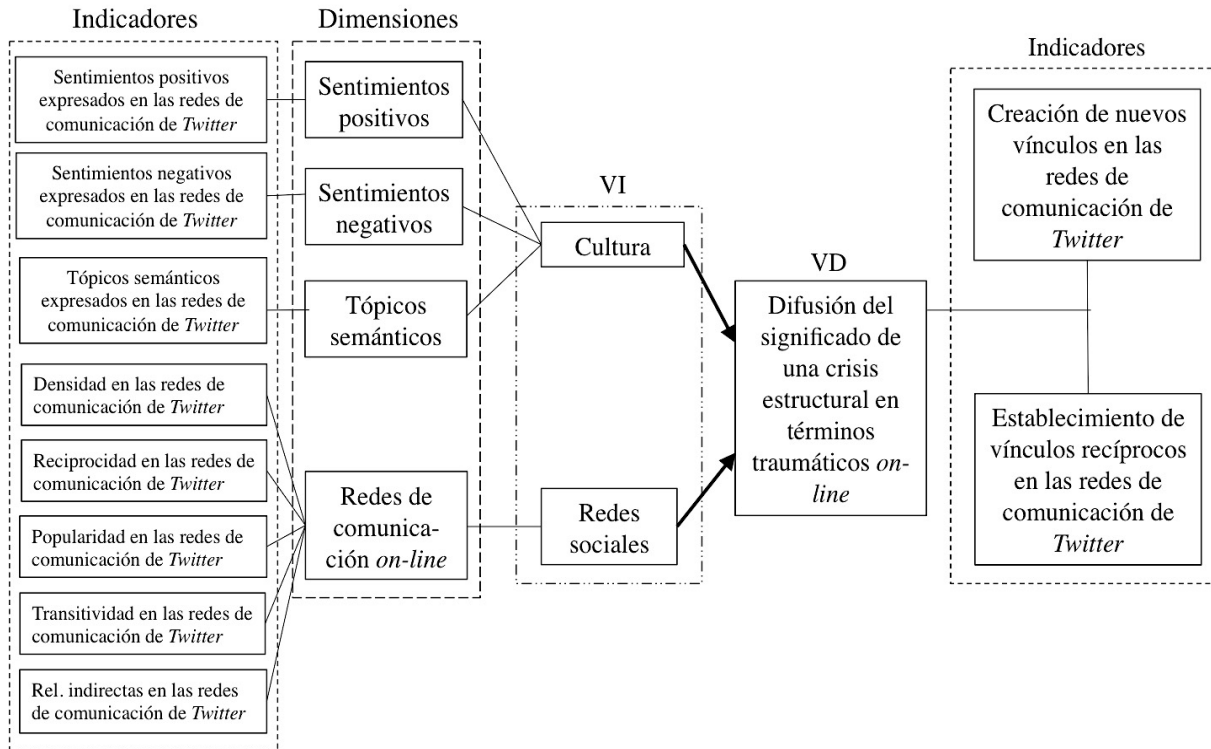 Indicadores
Sentimientos positivos
expresados en las redes de
comunicación de Twitter
Sentimientos negativos
expresados en las redes de
comunicación de Twitter
Tópicos semánticos
expresados en las redes de
comunicación de Twitter
Densidad en las redes de
comunicación de Twitter
Reciprocidad en las redes de
comunicación de Twitter
Popularidad en las redes de
comunicación de Twitter
Transitividad en las redes de
comunicación de Twitter
Rel. indirectas en las redes
de comunicación de Twitter
Dimensiones
Sentimientos
positivos
Sentimientos
negativos
Tópicos
semánticos
Redes de
comunica-
ción on-line
VI
Cultura
Redes
sociales
VD
Difusión del
significado de
una crisis
estructural en
términos
traumáticos on-
line
Indicadores
Creación de nuevos
vínculos en las
redes de
comunicación de
Twitter
Establecimiento de
vínculos recíprocos
en las redes de
comunicación de
Twitter